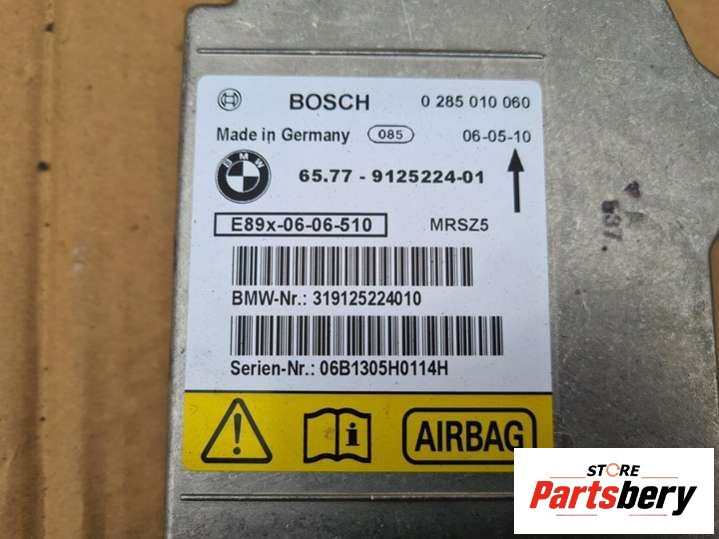 BOSCH 0 285 010 060
Made in Germany 085 06-05-10
BMW 65.77 - 9125224-01
E89x-06-06-510 MRSZ5
BMW-Nr.: 319125224010
Serien-Nr.: 06B1305H0114H
AIRBAG
STORE
Partsbery